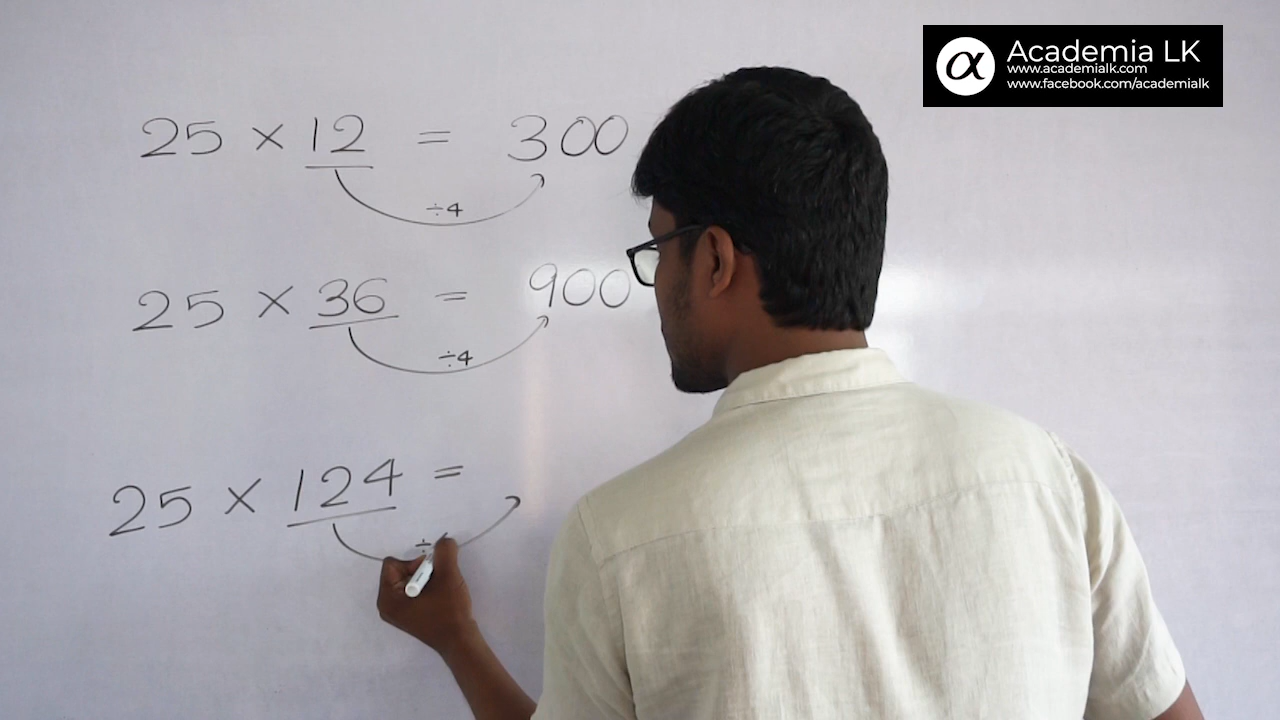 Academia LK
www.academialk.com
www.facebook.com/academialk
α
25 × 12 = 300
÷4
25 × 36 = 900
÷4
25 × 124 =
÷